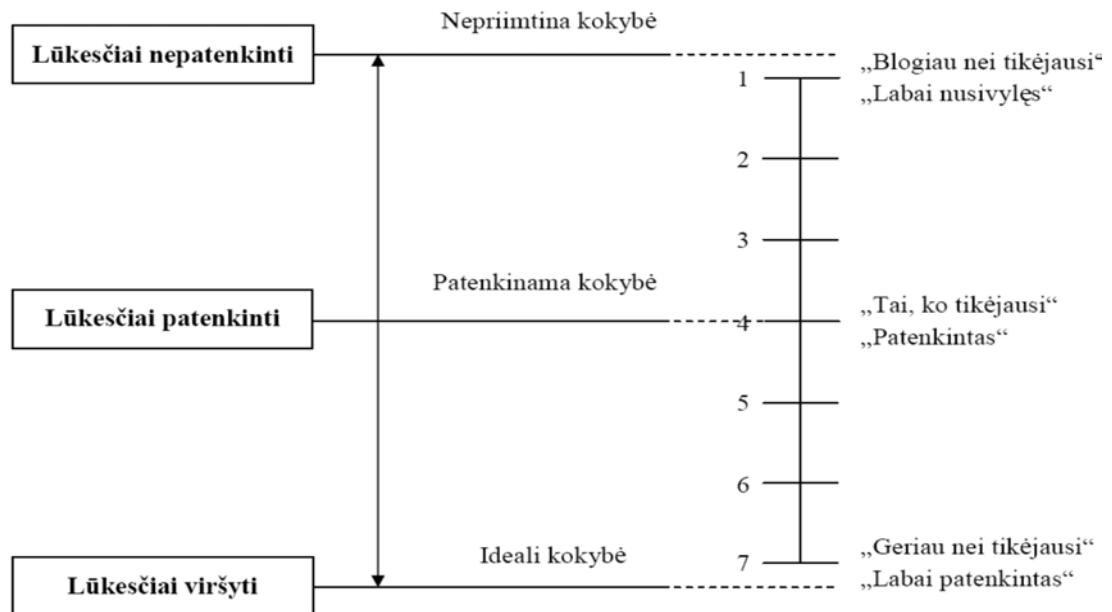 Nepriimtina kokybė
Lūkesčiai nepatenkinti
„Blogiau nei tikėjausi“
1
„Labai nusivylęs“
2
3
Patenkinama kokybė
Lūkesčiai patenkinti
„Tai, ko tikėjausi“
4
„Patenkintas“
5
6
Ideali kokybė
7
„Geriau nei tikėjausi“
Lūkesčiai viršyti
„Labai patenkintas“